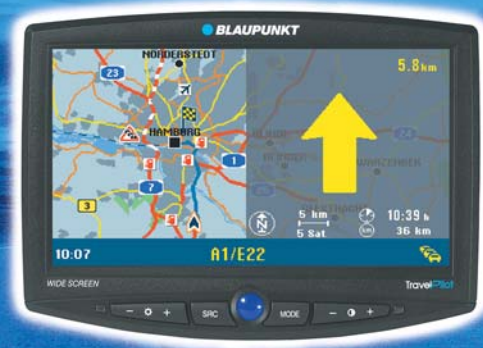 BLAUPUNKT
NORDERSTEDT
5.8 km
23
HAMBURG
1
7
3
5 km
10:39 h
5 Sat
km
36 km
N
10:07
A1/E22
WIDE SCREEN
TravelPilot
- +
SRC
MODE
- +